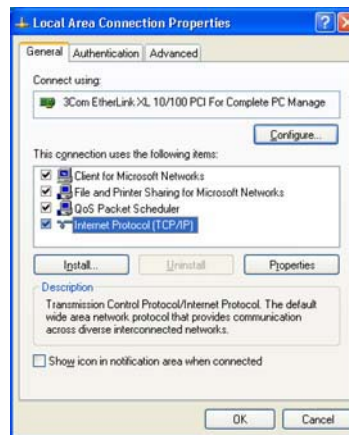 Local Area Connection Properties
General Authentication Advanced
Connect using:
3Com EtherLink XL 10/100 PCI For Complete PC Manage
Configure...
This connection uses the following items:
Client for Microsoft Networks
File and Printer Sharing for Microsoft Networks
QoS Packet Scheduler
Internet Protocol (TCP/IP)
Install... Uninstall Properties
Description
Transmission Control Protocol/Internet Protocol. The default
wide area network protocol that provides communication
across diverse interconnected networks.
Show icon in notification area when connected
OK Cancel